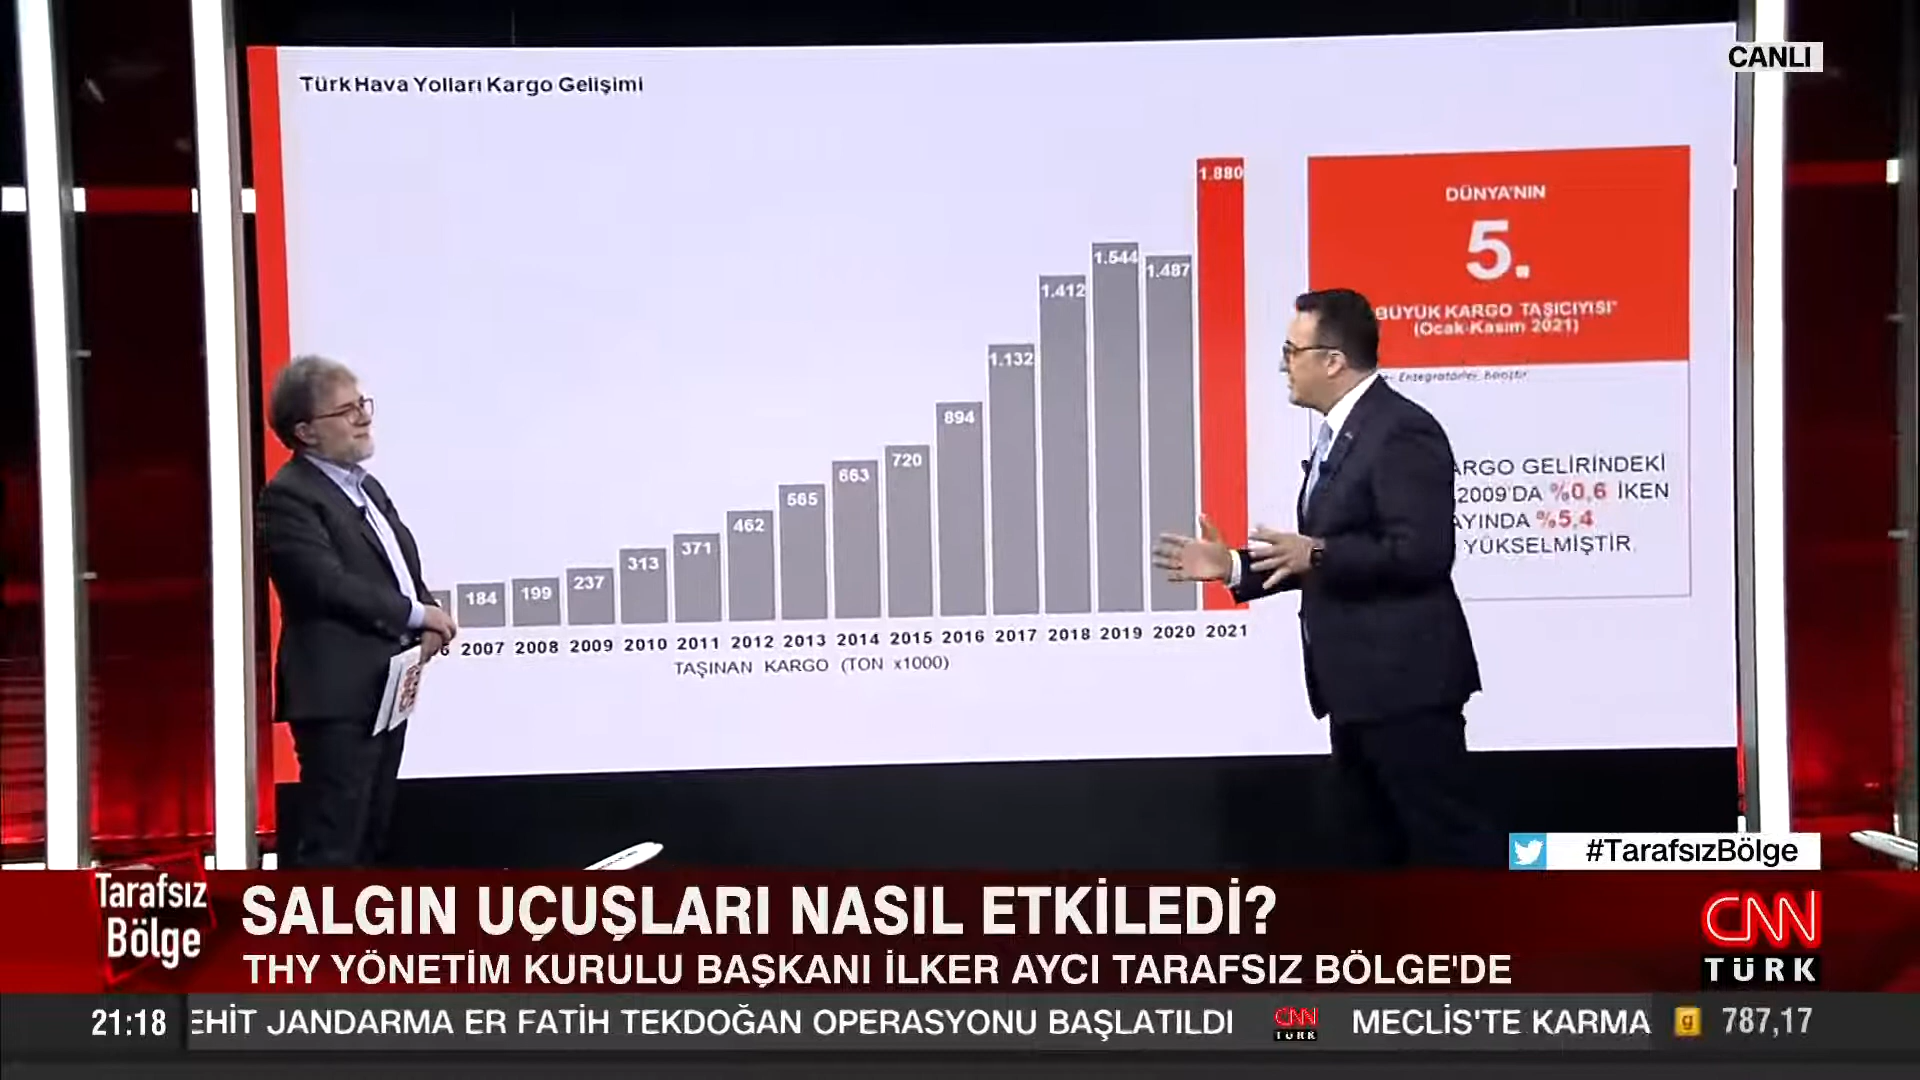 CANLI
Türk Hava Yolları Kargo Gelişimi
1.880
1.544
1.487
1.412
1.132
894
720
663
565
462
371
313
237
199
184
2007 2008 2009 2010 2011 2012 2013 2014 2015 2016 2017 2018 2019 2020 2021
TAŞINAN KARGO (TON x1000)
DÜNYA'NIN
5.
BÜYÜK KARGO TAŞICIYISI*
(Ocak-Kasım 2021)
ARGO GELİRİNDEKİ
2009'DA %0,6 İKEN
AYINDA %5,4
YÜKSELMİŞTİR
#TarafsızBölge
Tarafsız
Bölge
SALGIN UÇUŞLARI NASIL ETKİLEDİ?
THY YÖNETİM KURULU BAŞKANI İLKER AYCI TARAFSIZ BÖLGE'DE
CNN
TÜRK
21:18 EHİT JANDARMA ER FATİH TEKDOĞAN OPERASYONU BAŞLATILDI CNN TÜRK MECLİS'TE KARMA g 787,17